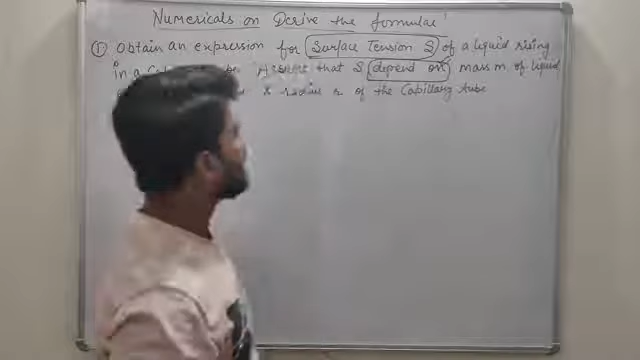 Numericals on Derive the formulae'
① Obtain an expression for Surface Tension S of a liquid rising
in a that S depend on mass m of liquid
& radius r of the Capillary tube